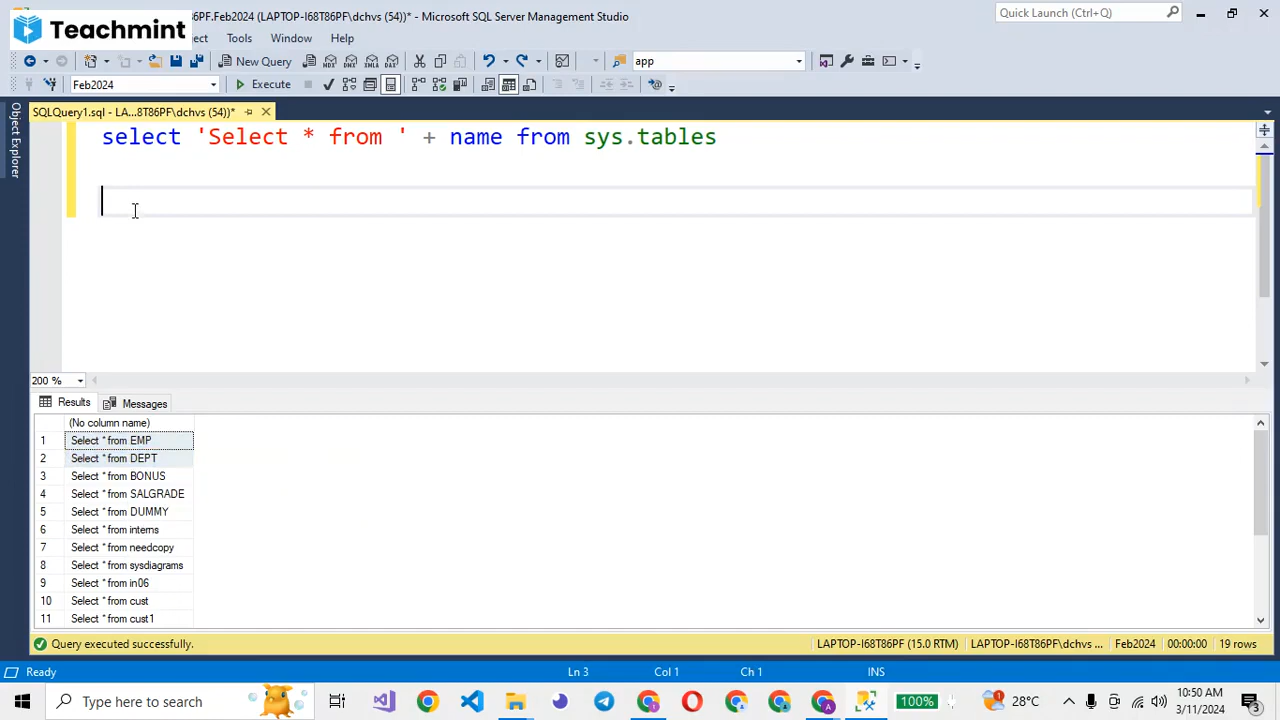 Teachmint
PF.Feb2024 (LAPTOP-I68T86PF\dchvs (54))* - Microsoft SQL Server Management Studio
Quick Launch (Ctrl+Q)
ect Tools Window Help
New Query
app
Feb2024
Execute
Object Explorer
SQLQuery1.sql - LA...8T86PF\dchvs (54))*
select 'Select * from ' + name from sys.tables
200 %
Results Messages
(No column name)
1 Select * from EMP
2 Select * from DEPT
3 Select * from BONUS
4 Select * from SALGRADE
5 Select * from DUMMY
6 Select * from interns
7 Select * from needcopy
8 Select * from sysdiagrams
9 Select * from in06
10 Select * from cust
11 Select * from cust1
Query executed successfully.
LAPTOP-I68T86PF (15.0 RTM) LAPTOP-I68T86PF\dchvs ... Feb2024 00:00:00 19 rows
Ready Ln 3 Col 1 Ch 1 INS
Type here to search
100%
28°C
10:50 AM
3/11/2024
3